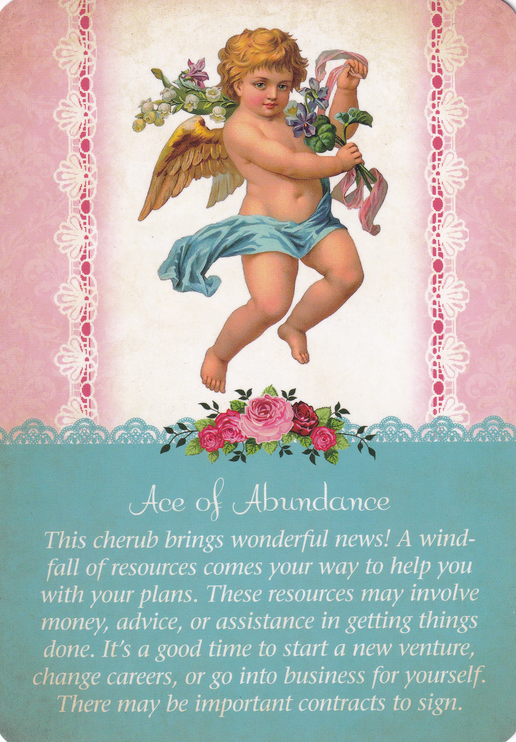 Ace of Abundance
This cherub brings wonderful news! A wind-
fall of resources comes your way to help you
with your plans. These resources may involve
money, advice, or assistance in getting things
done. It's a good time to start a new venture,
change careers, or go into business for yourself.
There may be important contracts to sign.